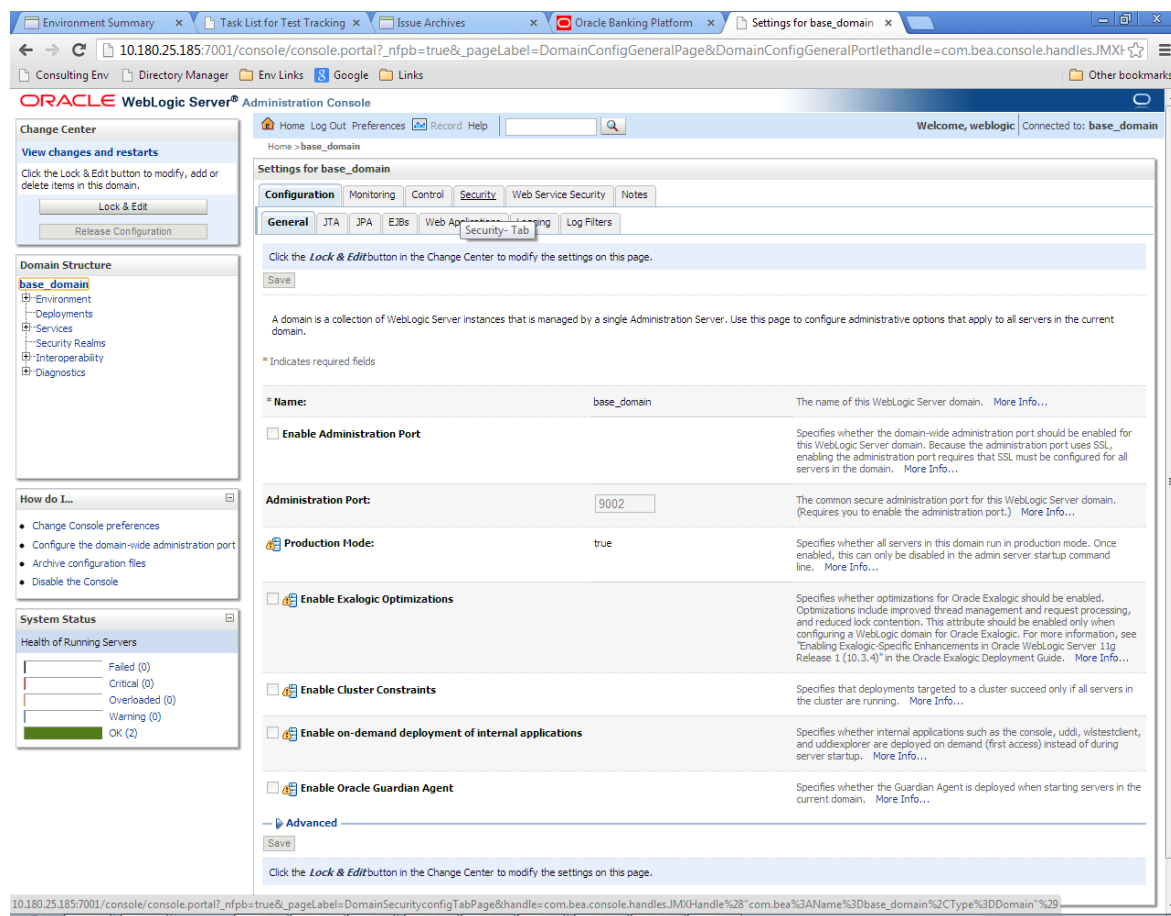 Environment Summary
Task List for Test Tracking
Issue Archives
Oracle Banking Platform
Settings for base_domain
10.180.25.185:7001/console/console.portal?_nfpb=true&_pageLabel=DomainConfigGeneralPage&DomainConfigGeneralPortlethandle=com.bea.console.handles.JMXH
Consulting Env
Directory Manager
Env Links
Google
Links
Other bookmarks
ORACLE WebLogic Server® Administration Console
Change Center
View changes and restarts
Click the Lock & Edit button to modify, add or
delete items in this domain.
Lock & Edit
Release Configuration
Domain Structure
base_domain
Environment
Deployments
Services
Security Realms
Interoperability
Diagnostics
How do I...
Change Console preferences
Configure the domain-wide administration port
Archive configuration files
Disable the Console
System Status
Health of Running Servers
Failed (0)
Critical (0)
Overloaded (0)
Warning (0)
OK (2)
Home Log Out Preferences Record Help
Welcome, weblogic
Connected to: base_domain
Home >base_domain
Settings for base_domain
Configuration Monitoring Control Security Web Service Security Notes
General JTA JPA EJBs Web Applications Logging Log Filters
Security- Tab
Click the Lock & Edit button in the Change Center to modify the settings on this page.
Save
A domain is a collection of WebLogic Server instances that is managed by a single Administration Server. Use this page to configure administrative options that apply to all servers in the current
domain.
* Indicates required fields
* Name:
base_domain
The name of this WebLogic Server domain. More Info...
Enable Administration Port
Specifies whether the domain-wide administration port should be enabled for
this WebLogic Server domain. Because the administration port uses SSL,
enabling the administration port requires that SSL must be configured for all
servers in the domain. More Info...
Administration Port:
9002
The common secure administration port for this WebLogic Server domain.
(Requires you to enable the administration port.) More Info...
Production Mode:
true
Specifies whether all servers in this domain run in production mode. Once
enabled, this can only be disabled in the admin server startup command
line. More Info...
Enable Exalogic Optimizations
Specifies whether optimizations for Oracle Exalogic should be enabled.
Optimizations include improved thread management and request processing,
and reduced lock contention. This attribute should be enabled only when
configuring a WebLogic domain for Oracle Exalogic. For more information, see
"Enabling Exalogic-Specific Enhancements in Oracle WebLogic Server 11g
Release 1 (10.3.4)" in the Oracle Exalogic Deployment Guide. More Info...
Enable Cluster Constraints
Specifies that deployments targeted to a cluster succeed only if all servers in
the cluster are running. More Info...
Enable on-demand deployment of internal applications
Specifies whether internal applications such as the console, uddi, wlstestclient,
and uddiexplorer are deployed on demand (first access) instead of during
server startup. More Info...
Enable Oracle Guardian Agent
Specifies whether the Guardian Agent is deployed when starting servers in the
current domain. More Info...
Advanced
Save
Click the Lock & Edit button in the Change Center to modify the settings on this page.
10.180.25.185:7001/console/console.portal?_nfpb=true&_pageLabel=DomainSecurityconfigTabPage&handle=com.bea.console.handles.JMXHandle%28"com.bea%3AName%3Dbase_domain%2CType%3DDomain"%29